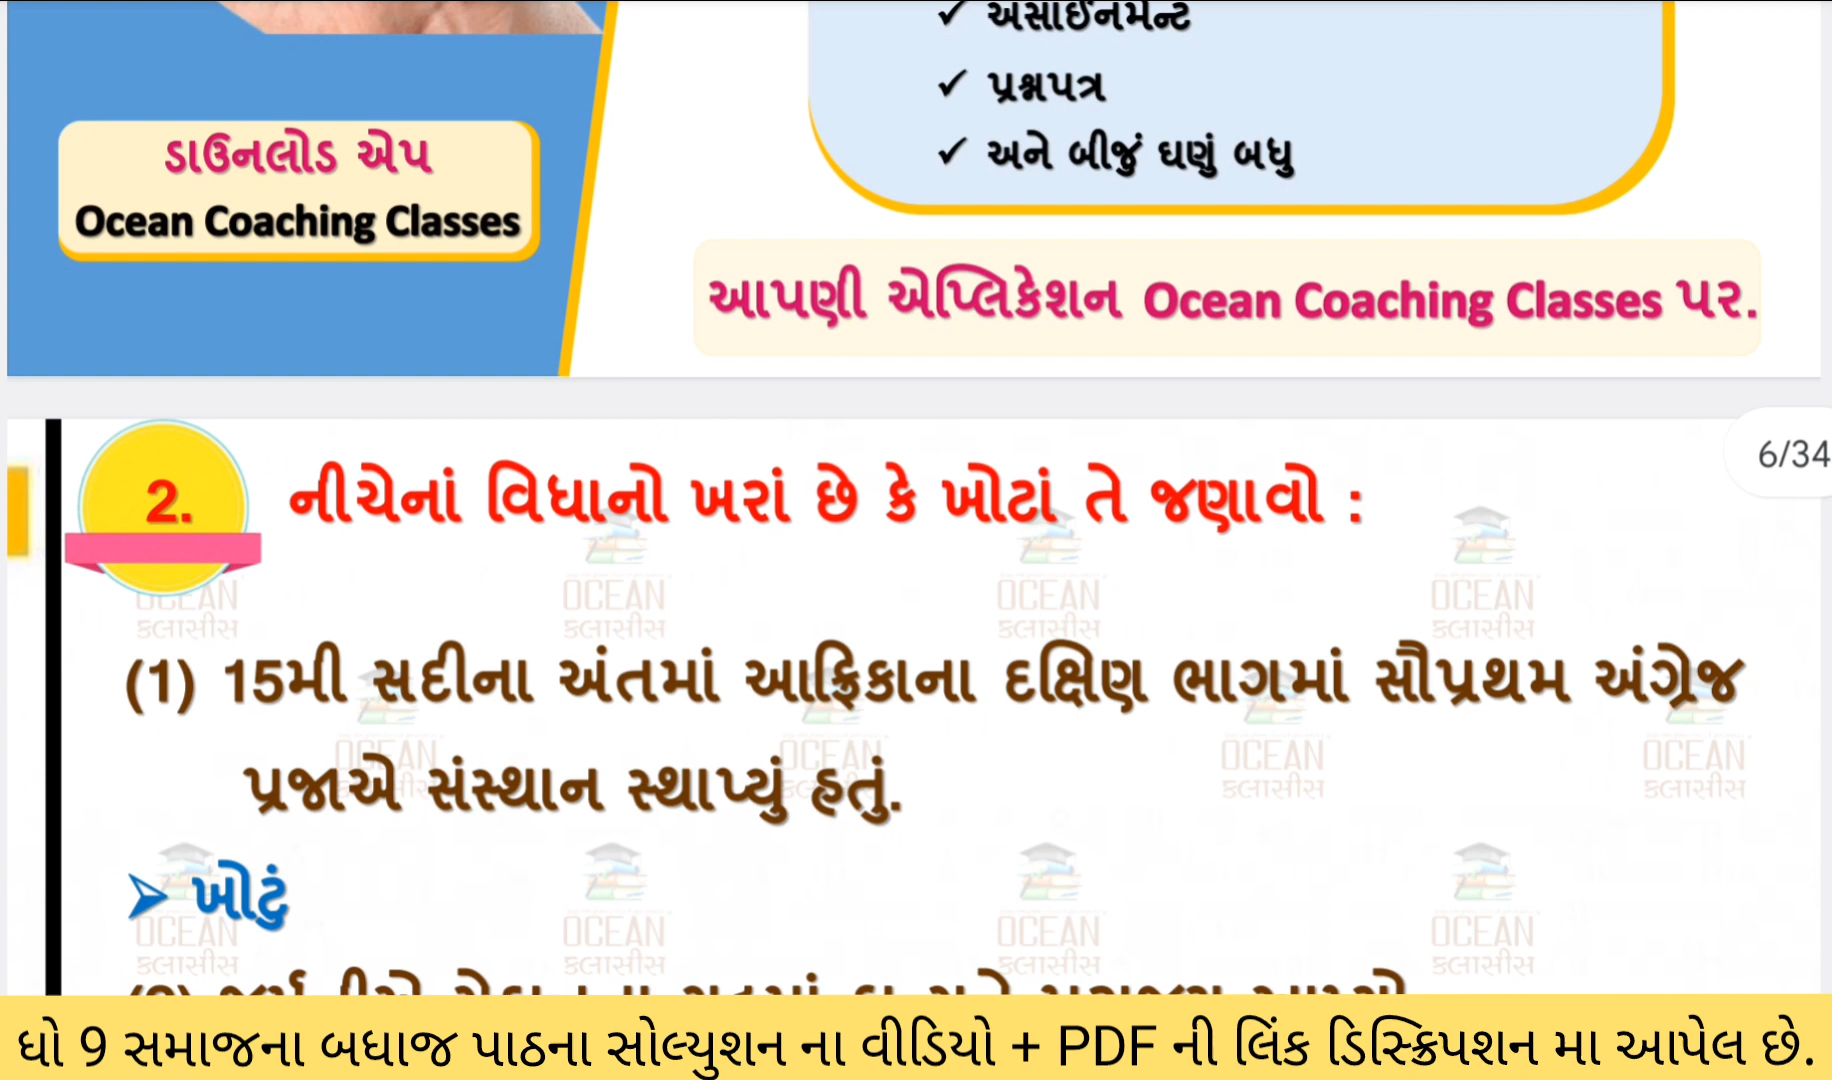 ✓ અસાઈનમેન્ટ
✓ પ્રશ્નપત્ર
✓ અને બીજું ઘણું બધુ
ડાઉનલોડ એપ
Ocean Coaching Classes
આપણી એપ્લિકેશન Ocean Coaching Classes પર.
6/34
2. નીચેનાં વિધાનો ખરાં છે કે ખોટાં તે જણાવો :
(1) 15મી સદીના અંતમાં આફ્રિકાના દક્ષિણ ભાગમાં સૌપ્રથમ અંગ્રેજ
પ્રજાએ સંસ્થાન સ્થાપ્યું હતું.
➢ ખોટું
OCEAN
ક્લાસીસ
ધો 9 સમાજના બધાજ પાઠના સોલ્યુશન ના વીડિયો + PDF ની લિંક ડિસ્ક્રિપશન મા આપેલ છે.